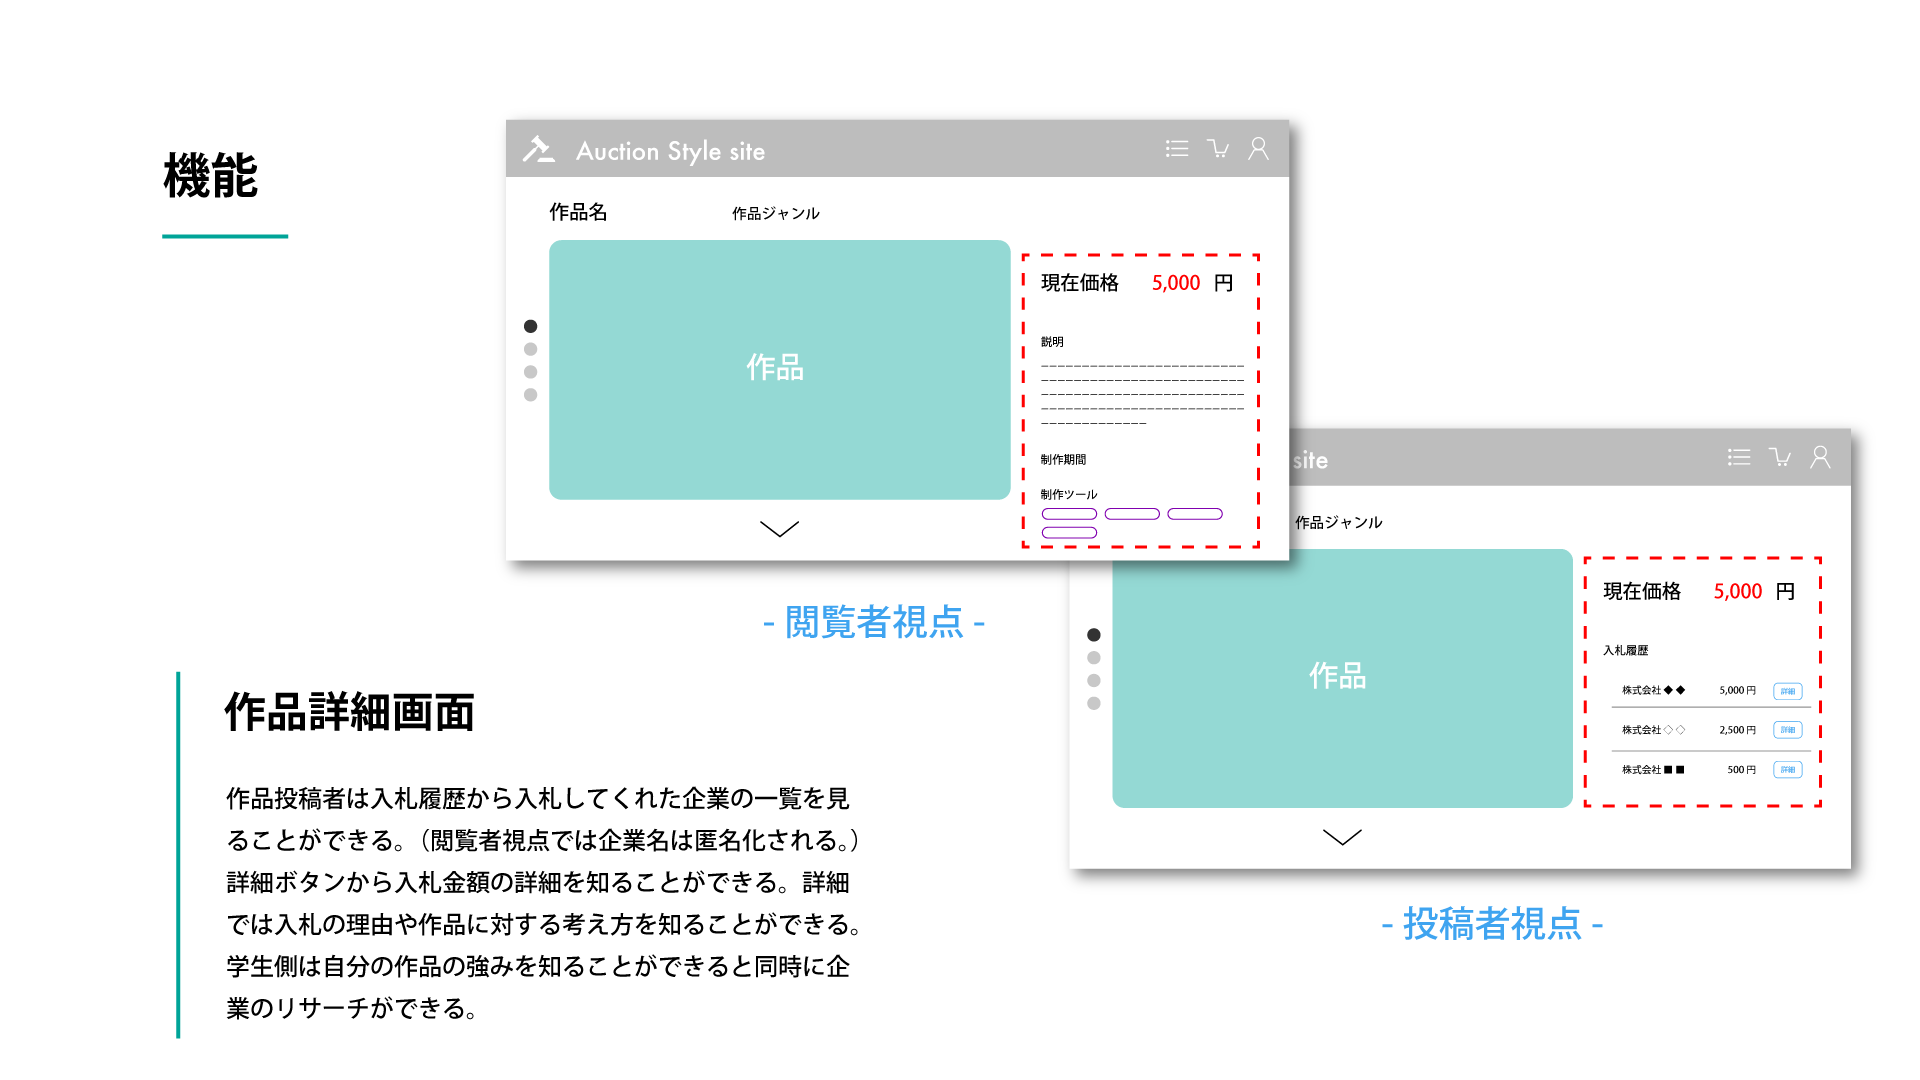 機能
Auction Style site
作品名
作品ジャンル
作品
現在価格 5,000 円
説明
制作期間
制作ツール
- 閲覧者視点 -
site
作品ジャンル
作品
現在価格 5,000 円
入札履歴
株式会社◆◆ 5,000 円 詳細
株式会社◇◇ 2,500 円 詳細
株式会社■■ 500 円 詳細
- 投稿者視点 -
作品詳細画面
作品投稿者は入札履歴から入札してくれた企業の一覧を見
ることができる。（閲覧者視点では企業名は匿名化される。）
詳細ボタンから入札金額の詳細を知ることができる。詳細
では入札の理由や作品に対する考え方を知ることができる。
学生側は自分の作品の強みを知ることができると同時に企
業のリサーチができる。